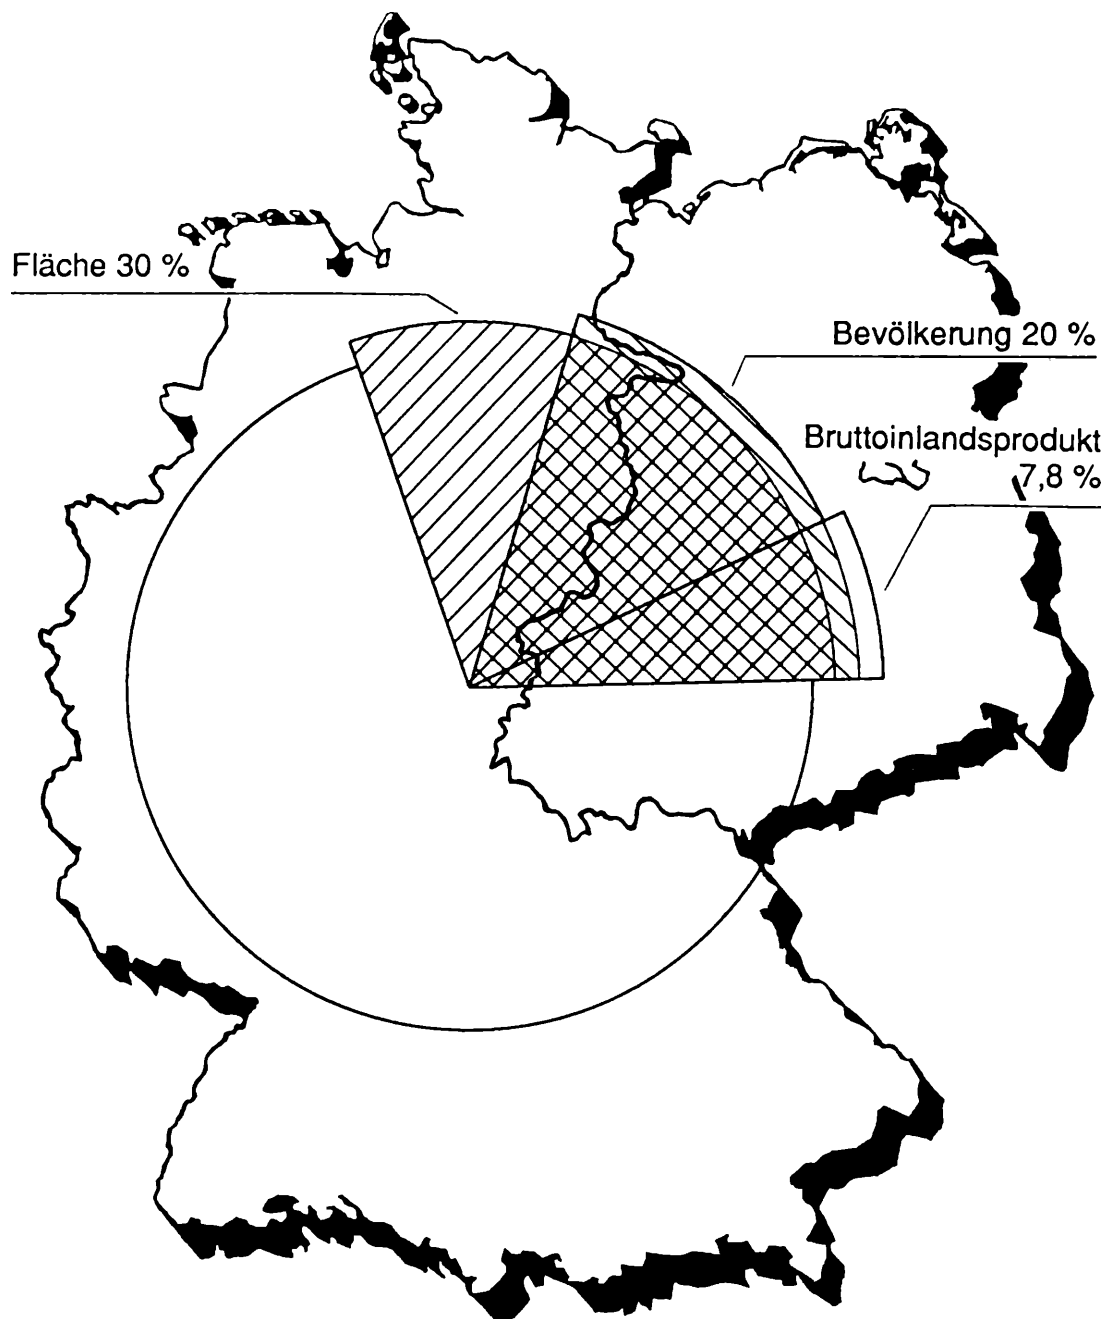 Fläche 30 %
Bevölkerung 20 %
Bruttoinlandsprodukt
7,8 %